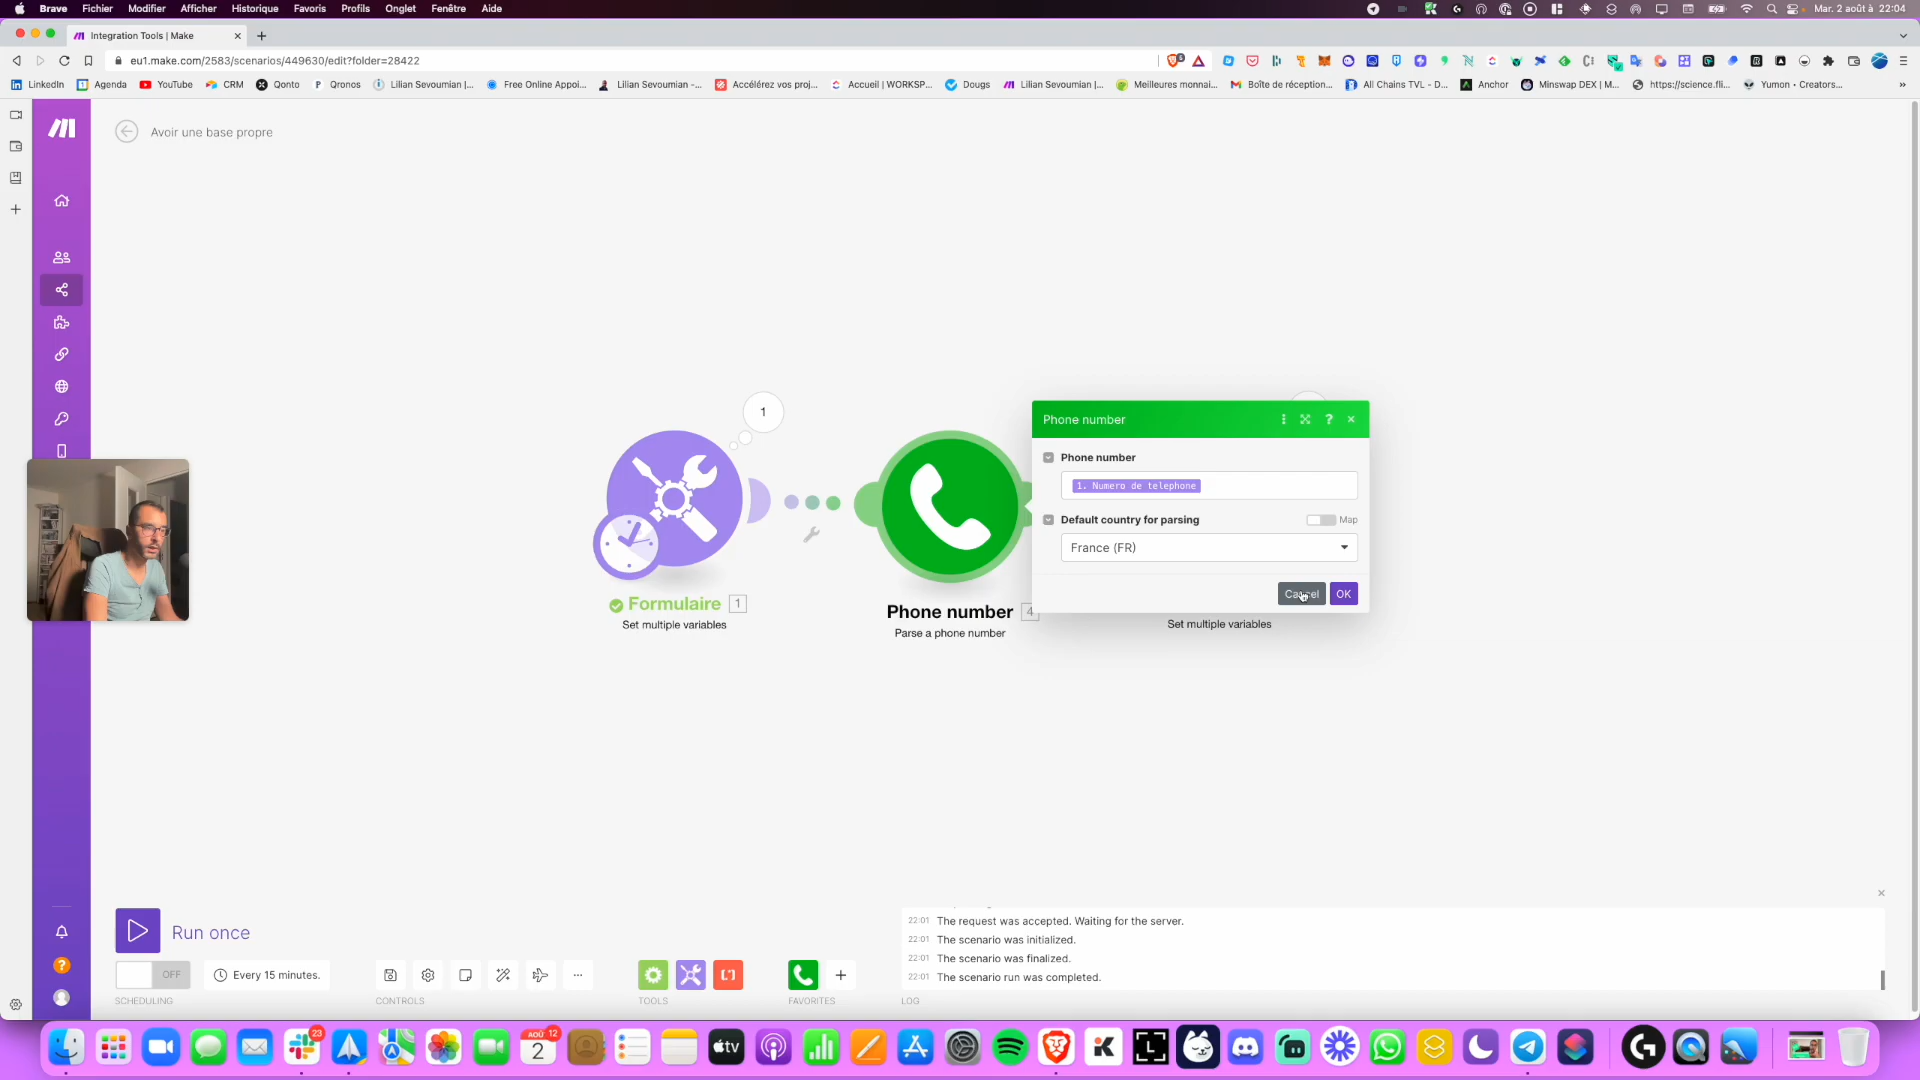 Brave Fichier Modifier Afficher Historique Favoris Profils Onglet Fenêtre Aide Mar. 2 août à 22:04
Integration Tools | Make
eu1.make.com/2583/scenarios/449630/edit?folder=28422
LinkedIn Agenda YouTube CRM Qonto Qronos Lilian Sevoumian |... Free Online Appoi... Lilian Sevoumian -... Accélérez vos proj... Accueil | WORKSP... Dougs Lilian Sevoumian |... Meilleures monnai... Boîte de réception... All Chains TVL - D... Anchor Minswap DEX | M... https://science.fli... Yumon • Creators...
Avoir une base propre
1
Formulaire 1
Set multiple variables
Phone number 4
Parse a phone number
Phone number
Phone number
1. Numero de telephone
Default country for parsing Map
France (FR)
Cancel OK
Set multiple variables
Run once
OFF Every 15 minutes.
SCHEDULING CONTROLS TOOLS FAVORITES LOG
22:01 The request was accepted. Waiting for the server.
22:01 The scenario was initialized.
22:01 The scenario was finalized.
22:01 The scenario run was completed.
23
AOÛ 12
2
tv